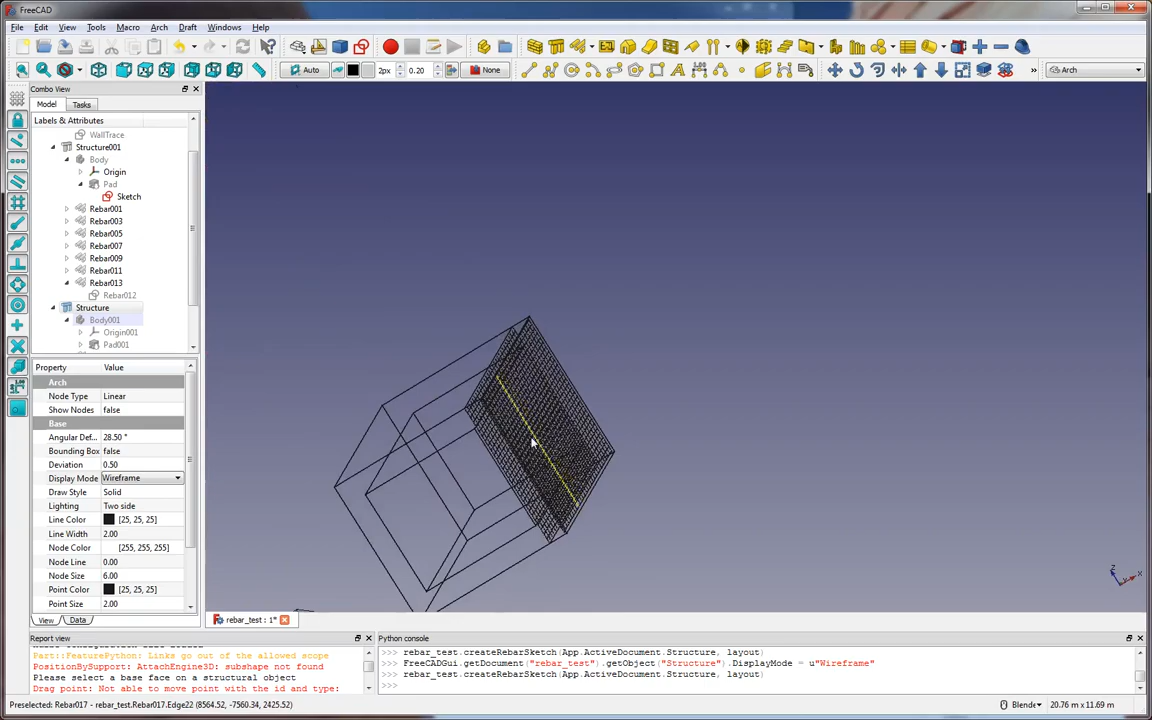 FreeCAD
File Edit View Tools Macro Arch Draft Windows Help
Auto 2px 0.20 None Arch
Combo View
Model Tasks
Labels & Attributes
WallTrace
Structure001
Body
Origin
Pad
Sketch
Rebar001
Rebar003
Rebar005
Rebar007
Rebar009
Rebar011
Rebar013
Rebar012
Structure
Body001
Origin001
Pad001
Property Value
Arch
Node Type Linear
Show Nodes false
Base
Angular Def... 28.50 °
Bounding Box false
Deviation 0.50
Display Mode Wireframe
Draw Style Solid
Lighting Two side
Line Color [25, 25, 25]
Line Width 2.00
Node Color [255, 255, 255]
Node Line 0.00
Node Size 6.00
Point Color [25, 25, 25]
Point Size 2.00
View Data
Z X Y
rebar_test : 1*
Report view
Part::FeaturePython: Links go out of the allowed scope
PositionBySupport: AttachEngine3D: subshape not found
Please select a base face on a structural object
Drag point: Not able to move point with the id and type:
Python console
>>> rebar_test.createRebarSketch(App.ActiveDocument.Structure, layout)
>>> FreeCADGui.getDocument("rebar_test").getObject("Structure").DisplayMode = u"Wireframe"
>>> rebar_test.createRebarSketch(App.ActiveDocument.Structure, layout)
>>>
Preselected: Rebar017 - rebar_test.Rebar017.Edge22 (8564.52, -7560.34, 2425.52)
Blende 20.76 m x 11.69 m